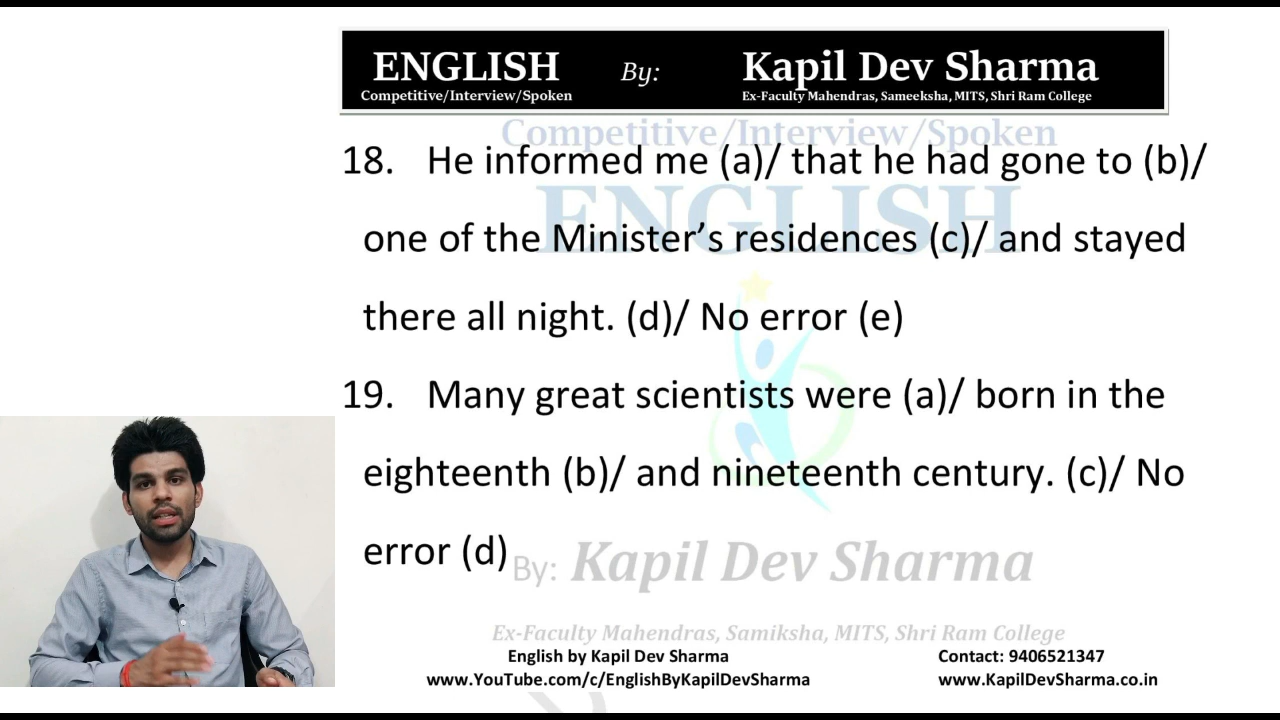 ENGLISH By: Kapil Dev Sharma
Competitive/Interview/Spoken Ex-Faculty Mahendras, Sameeksha, MITS, Shri Ram College
Competitive/Interview/Spoken
18. He informed me (a)/ that he had gone to (b)/
ENGLISH
one of the Minister’s residences (c)/ and stayed
there all night. (d)/ No error (e)
19. Many great scientists were (a)/ born in the
eighteenth (b)/ and nineteenth century. (c)/ No
error (d)
By: Kapil Dev Sharma
Ex-Faculty Mahendras, Samiksha, MITS, Shri Ram College
English by Kapil Dev Sharma Contact: 9406521347
www.YouTube.com/c/EnglishByKapilDevSharma www.KapilDevSharma.co.in